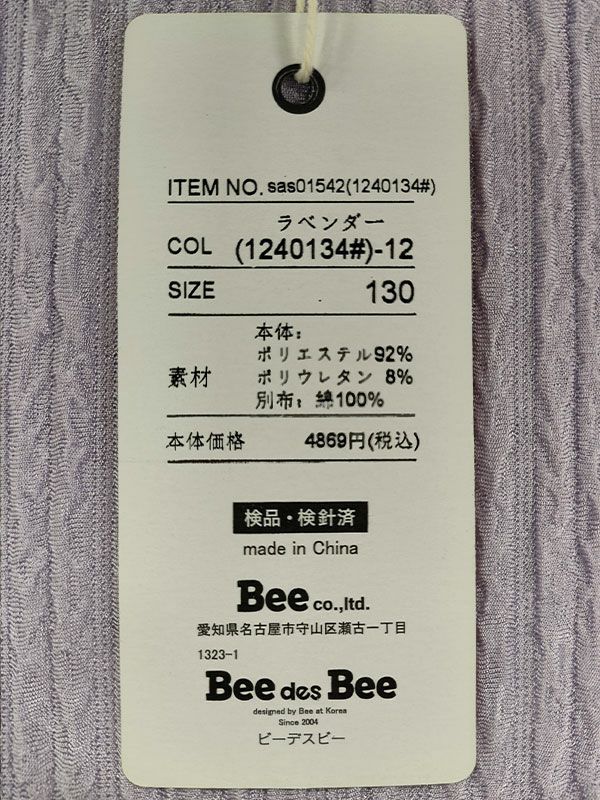 ITEM NO. sas01542(1240134#)
ラベンダー
COL (1240134#)-12
SIZE 130
本体:
ポリエステル92%
素材 ポリウレタン 8%
別布: 綿100%
本体価格 4869円(税込)
検品・検針済
made in China
Bee co.,ltd.
愛知県名古屋市守山区瀬古一丁目
1323-1
Bee des Bee
designed by Bee at Korea
Since 2004
ビーデスビー